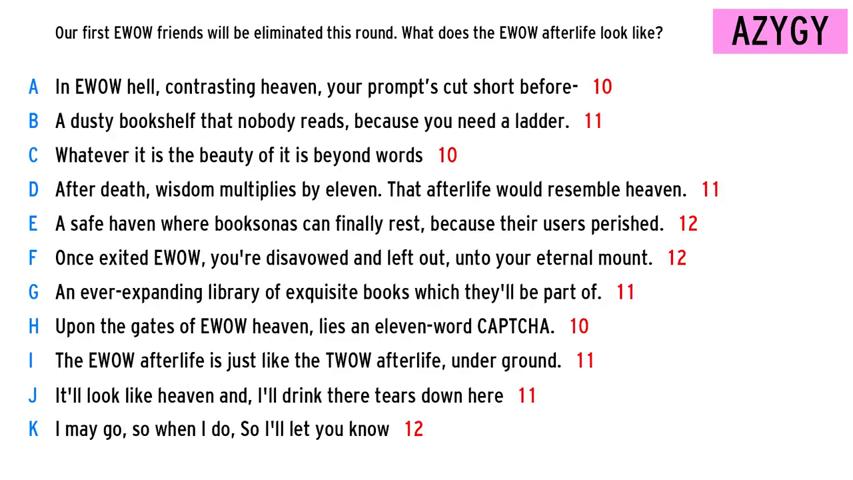 Our first EWOW friends will be eliminated this round. What does the EWOW afterlife look like?
AZYGY
A In EWOW hell, contrasting heaven, your prompt's cut short before- 10
B A dusty bookshelf that nobody reads, because you need a ladder. 11
C Whatever it is the beauty of it is beyond words 10
D After death, wisdom multiplies by eleven. That afterlife would resemble heaven. 11
E A safe haven where booksonas can finally rest, because their users perished. 12
F Once exited EWOW, you're disavowed and left out, unto your eternal mount. 12
G An ever-expanding library of exquisite books which they'll be part of. 11
H Upon the gates of EWOW heaven, lies an eleven-word CAPTCHA. 10
I The EWOW afterlife is just like the TWOW afterlife, under ground. 11
J It'll look like heaven and, I'll drink there tears down here 11
K I may go, so when I do, So I'll let you know 12